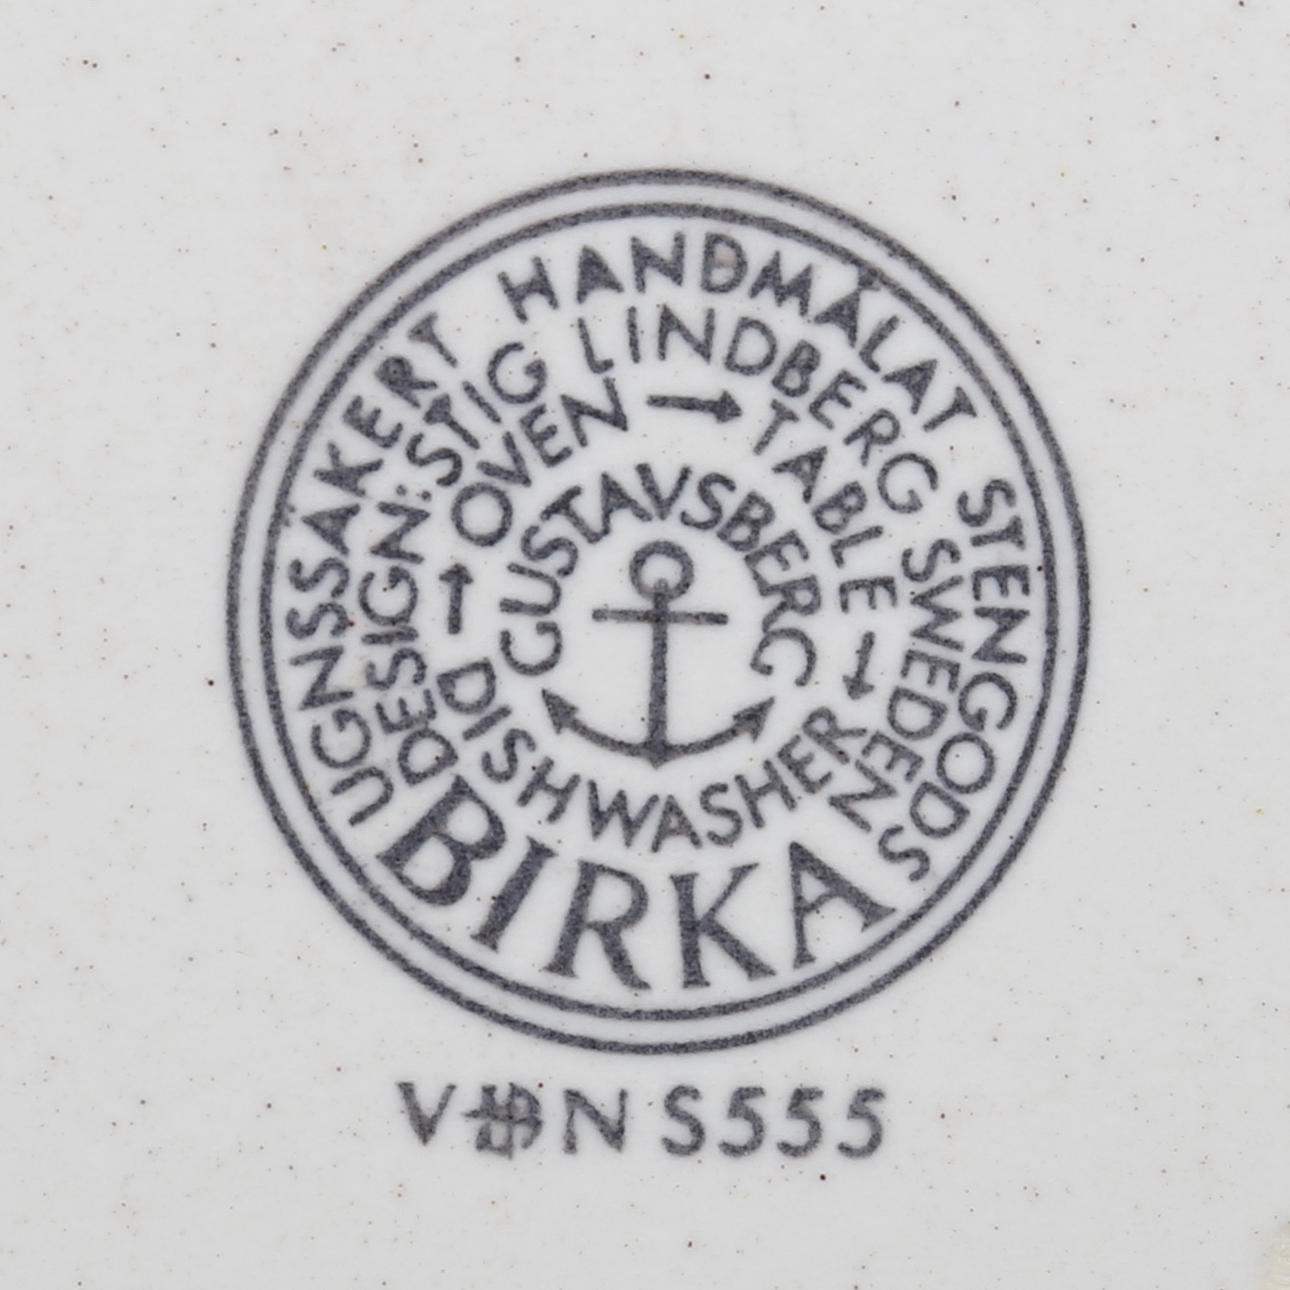 UGNSSÄKERT HANDMÅLAT STENGODS
DESIGN: STIG LINDBERG SWEDEN
OVEN → TABLE → DISHWASHER →
GUSTAVSBERG
BIRKA
N S555